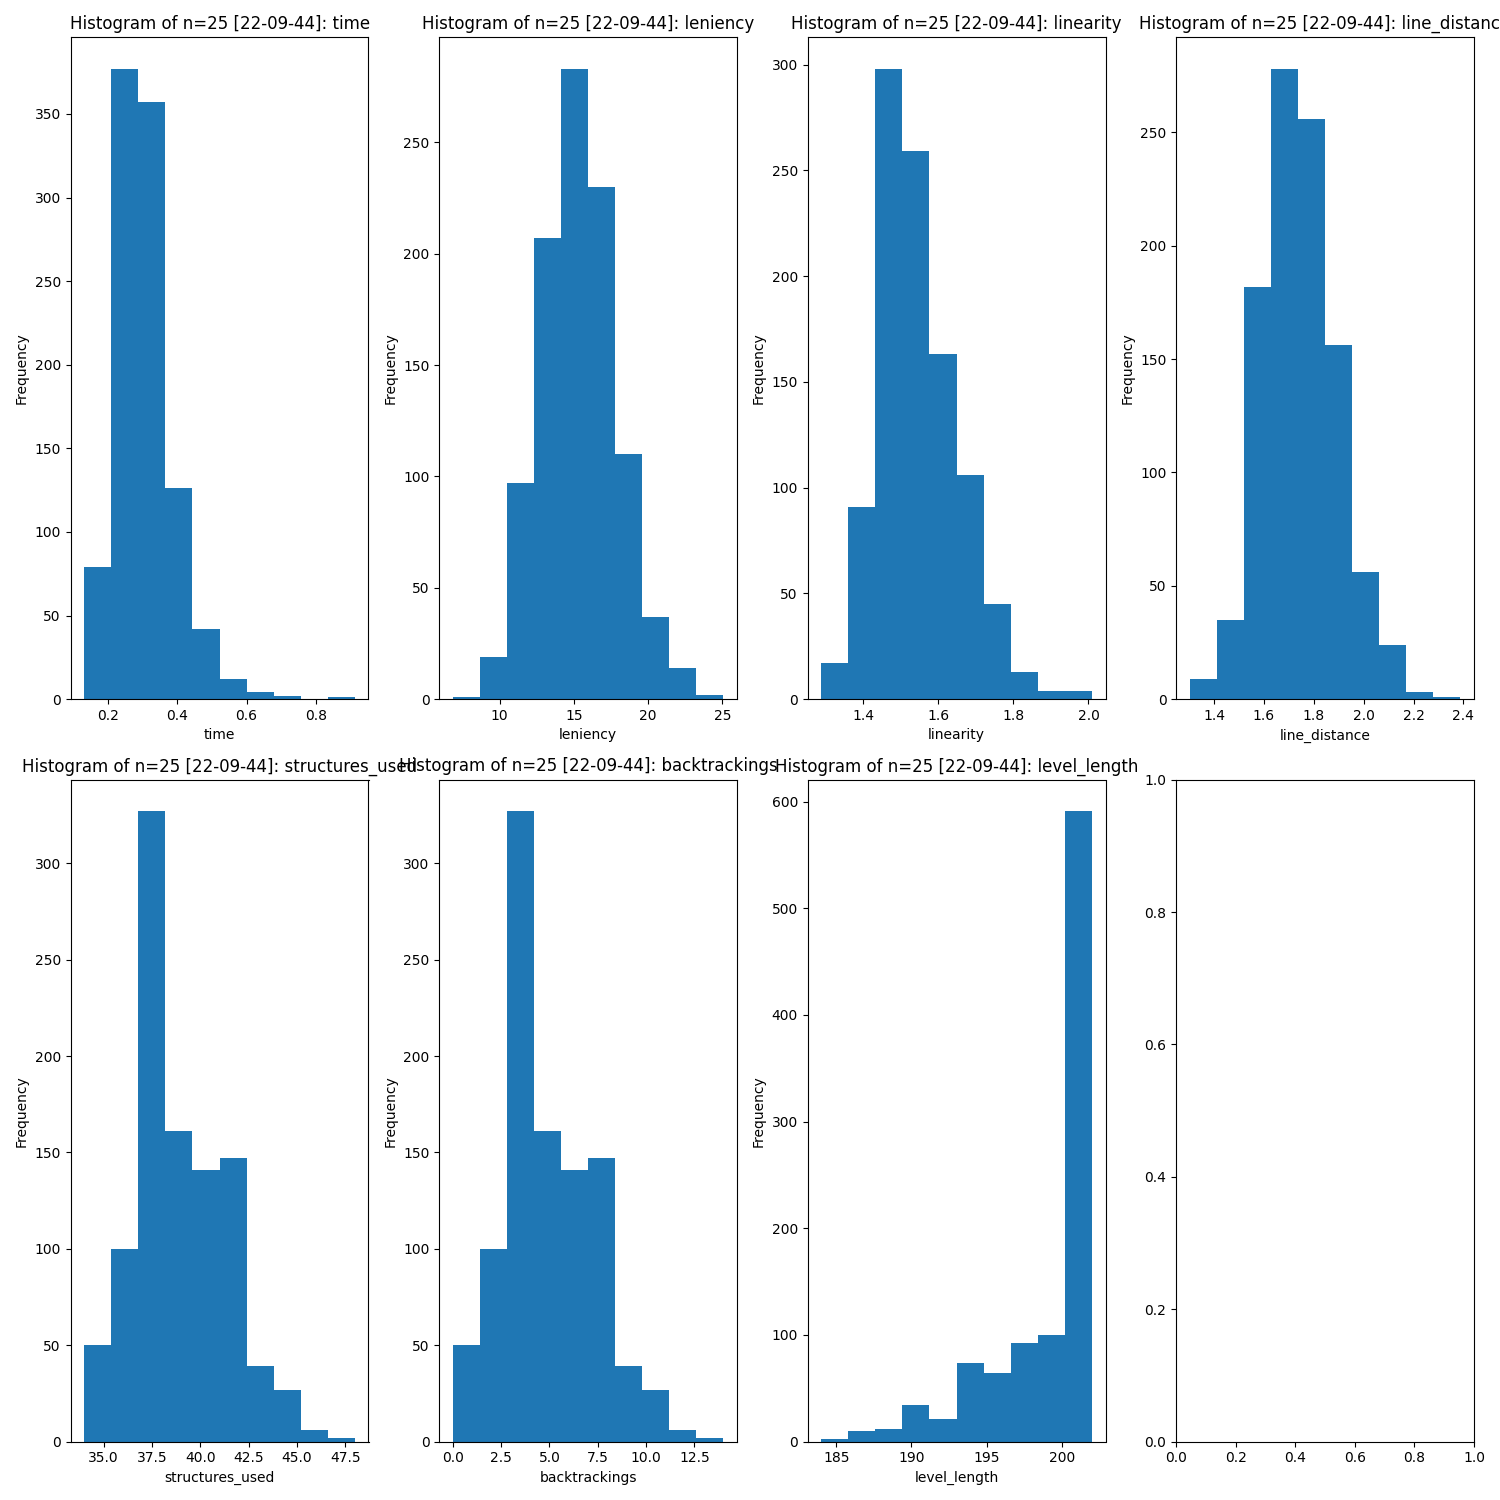 Histogram of n=25 [22-09-44]: time
350
300
250
200
150
100
50
0
Frequency
0.2 0.4 0.6 0.8
time
Histogram of n=25 [22-09-44]: leniency
250
200
150
100
50
0
Frequency
10 15 20 25
leniency
Histogram of n=25 [22-09-44]: linearity
300
250
200
150
100
50
0
Frequency
1.4 1.6 1.8 2.0
linearity
Histogram of n=25 [22-09-44]: line_distanc
250
200
150
100
50
0
Frequency
1.4 1.6 1.8 2.0 2.2 2.4
line_distance
Histogram of n=25 [22-09-44]: structures_used
300
250
200
150
100
50
0
Frequency
35.0 37.5 40.0 42.5 45.0 47.5
structures_used
Histogram of n=25 [22-09-44]: backtrackings
300
250
200
150
100
50
0
Frequency
0.0 2.5 5.0 7.5 10.0 12.5
backtrackings
Histogram of n=25 [22-09-44]: level_length
600
500
400
300
200
100
0
Frequency
185 190 195 200
level_length
1.0
0.8
0.6
0.4
0.2
0.0
0.0 0.2 0.4 0.6 0.8 1.0